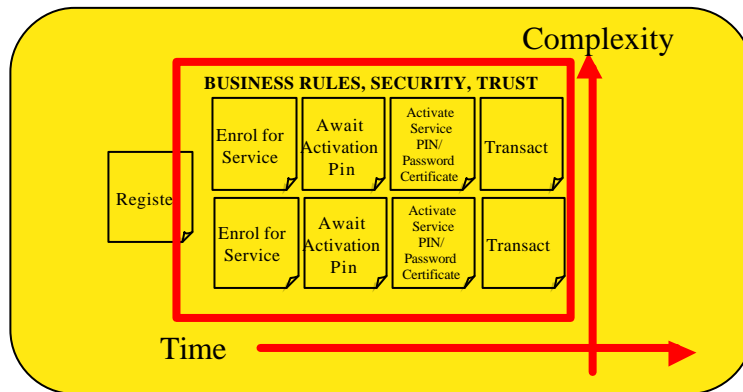 Complexity
BUSINESS RULES, SECURITY, TRUST
Enrol for
Service
Await
Activation
Pin
Activate
Service
PIN/
Password
Certificate
Transact
Registe
Enrol for
Service
Await
Activation
Pin
Activate
Service
PIN/
Password
Certificate
Transact
Time